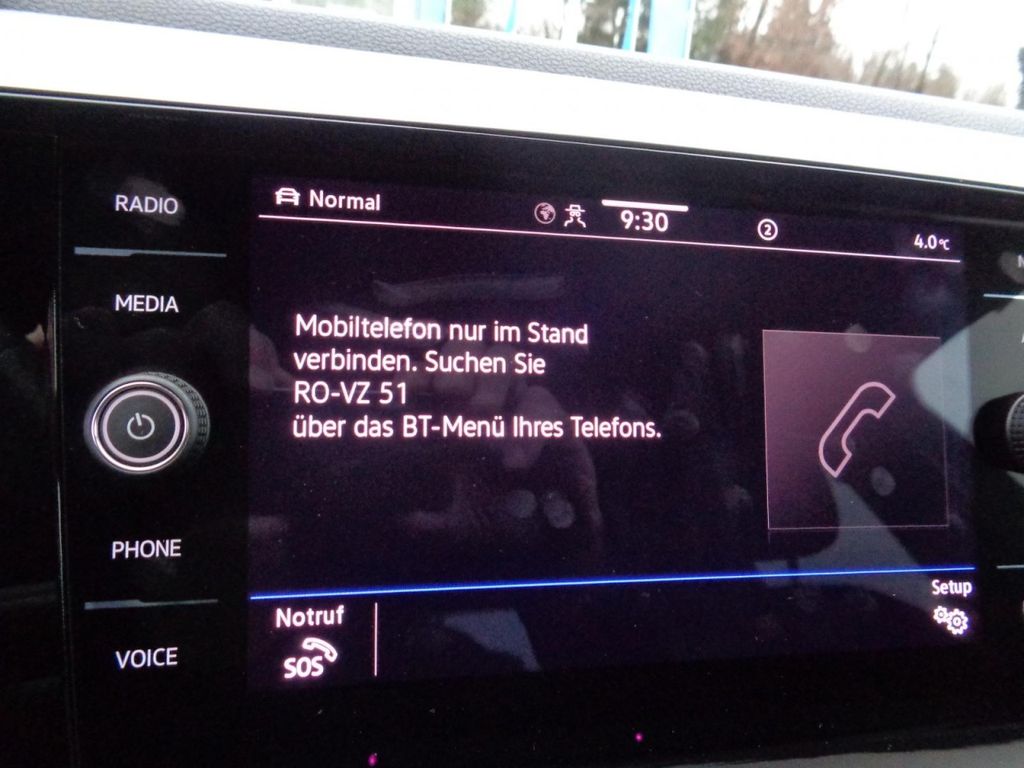 RADIO
MEDIA
PHONE
VOICE
Normal
9:30
2
4.0°C
Mobiltelefon nur im Stand
verbinden. Suchen Sie
RO-VZ 51
über das BT-Menü Ihres Telefons.
Notruf
SOS
Setup